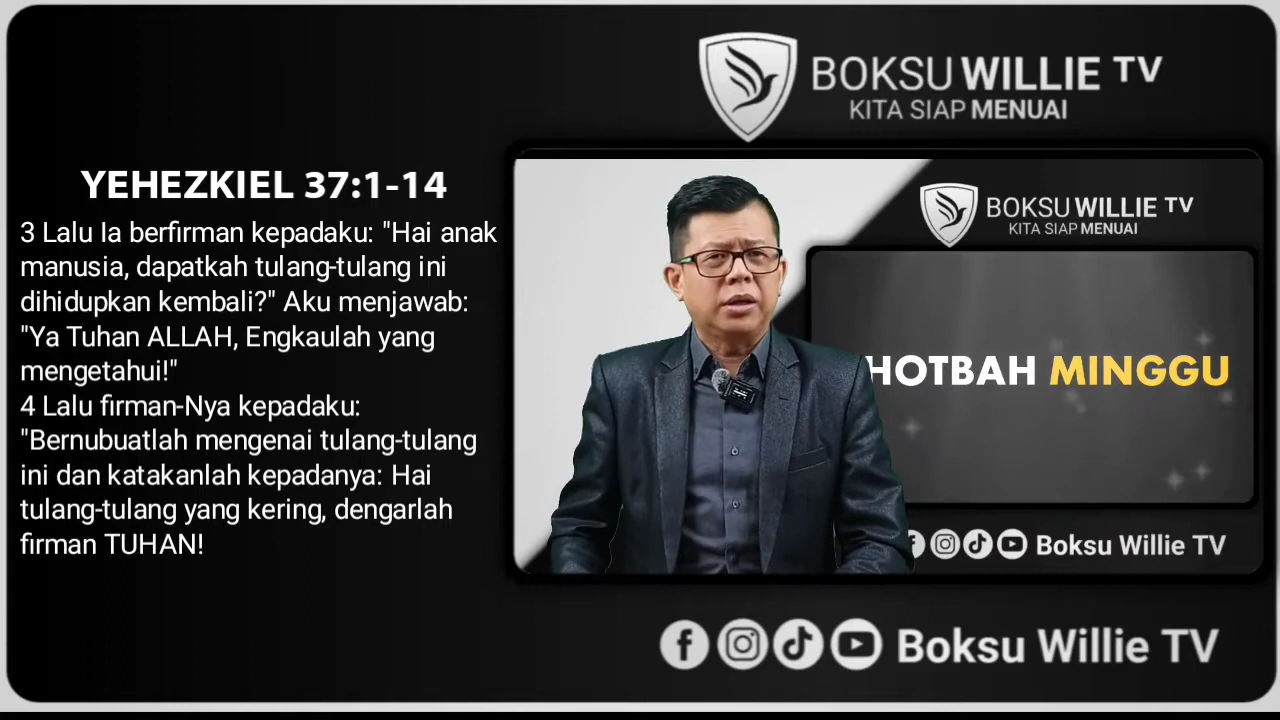 BOKSU WILLIE TV
KITA SIAP MENUAI
YEHEZKIEL 37:1-14
3 Lalu Ia berfirman kepadaku: "Hai anak
manusia, dapatkah tulang-tulang ini
dihidupkan kembali?" Aku menjawab:
"Ya Tuhan ALLAH, Engkaulah yang
mengetahui!"
4 Lalu firman-Nya kepadaku:
"Bernubuatlah mengenai tulang-tulang
ini dan katakanlah kepadanya: Hai
tulang-tulang yang kering, dengarlah
firman TUHAN!
BOKSU WILLIE TV
KITA SIAP MENUAI
HOTBAH MINGGU
Boksu Willie TV
Boksu Willie TV